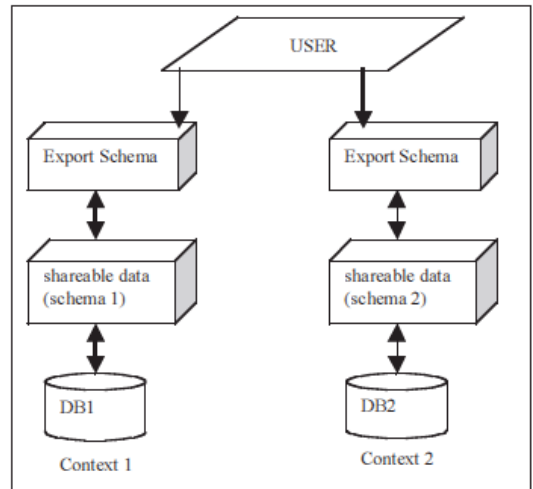 USER
Export Schema
Export Schema
shareable data
(schema 1)
shareable data
(schema 2)
DB1
DB2
Context 1
Context 2